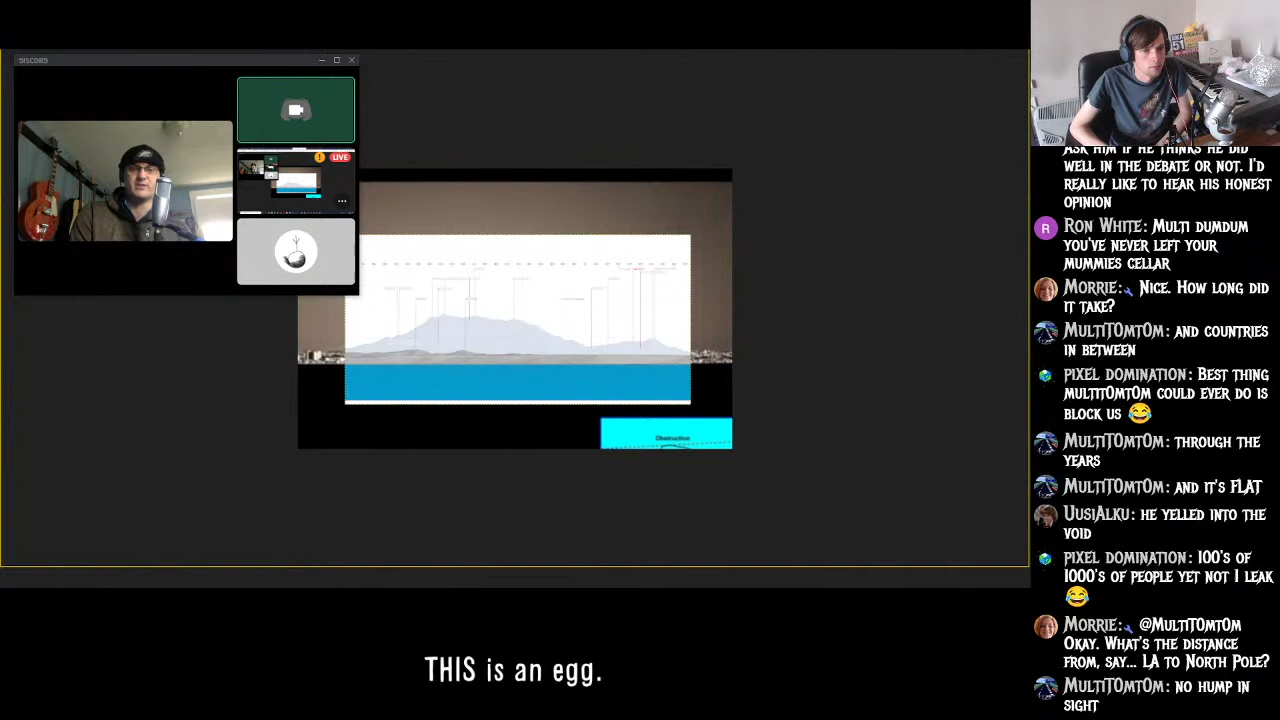 DISCORD
LIVE
Obstruction
THIS is an egg.
AREA
51
ASK HIM IF HE THINKS HE DID
WELL IN THE DEBATE OR NOT. I'D
REALLY LIKE TO HEAR HIS HONEST
OPINION
R RON WHITE: MULTI DUMDUM
YOU'VE NEVER LEFT YOUR
MUMMIES CELLAR
MORRIE: NICE. HOW LONG DID
IT TAKE?
MULTITOMTOM: AND COUNTRIES
IN BETWEEN
PIXEL DOMINATION: BEST THING
MULTITOMTOM COULD EVER DO IS
BLOCK US 😂
MULTITOMTOM: THROUGH THE
YEARS
MULTITOMTOM: AND IT'S FLAT
UUSIALKU: HE YELLED INTO THE
VOID
PIXEL DOMINATION: 100'S OF
1000'S OF PEOPLE YET NOT 1 LEAK
😂
MORRIE: @MULTITOMTOM
OKAY. WHAT'S THE DISTANCE
FROM, SAY... LA TO NORTH POLE?
MULTITOMTOM: NO HUMP IN
SIGHT